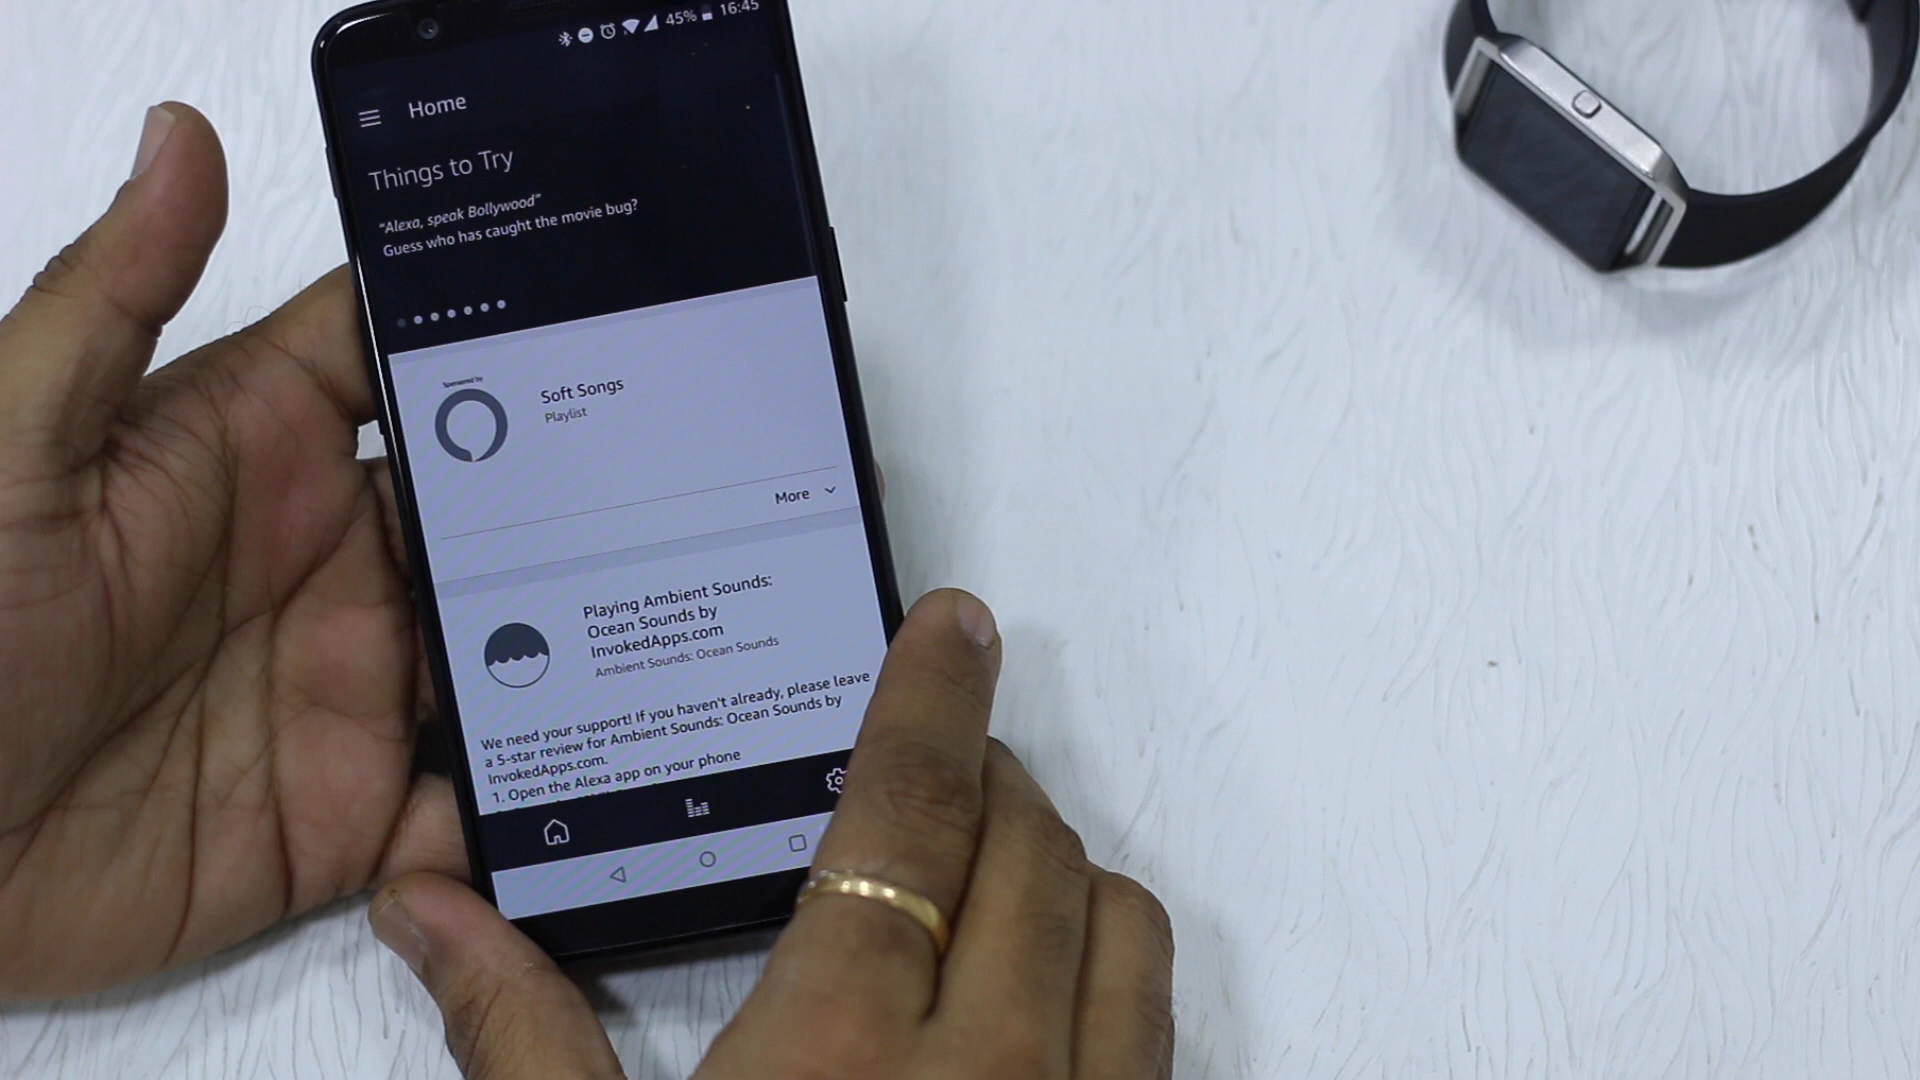 45% 16:45
Home
Things to Try
"Alexa, speak Bollywood"
Guess who has caught the movie bug?
Sponsored by
Soft Songs
Playlist
More
Playing Ambient Sounds:
Ocean Sounds by
InvokedApps.com
Ambient Sounds: Ocean Sounds
We need your support! If you haven't already, please leave
a 5-star review for Ambient Sounds: Ocean Sounds by
InvokedApps.com.
1. Open the Alexa app on your phone